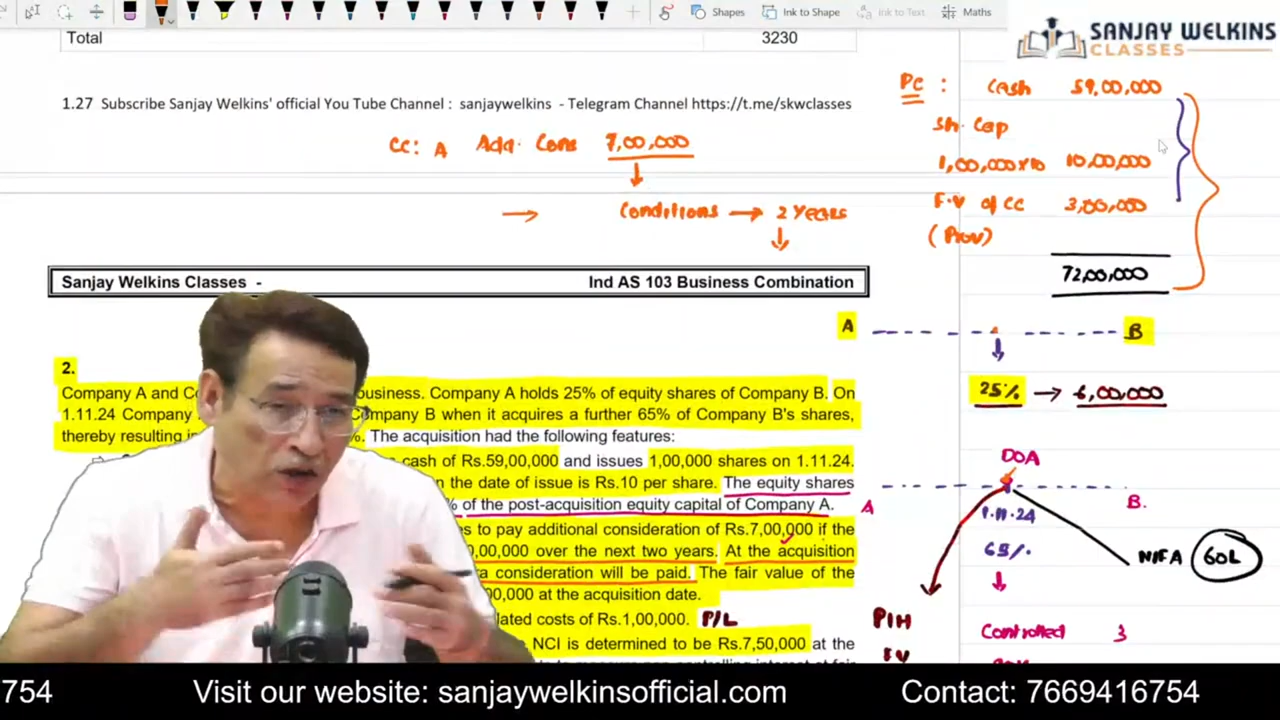 Shapes
Ink to Shape
Ink to Text
Maths
SANJAY WELKINS
CLASSES
Total 3230
1.27 Subscribe Sanjay Welkins' official You Tube Channel : sanjaywelkins - Telegram Channel https://t.me/skwclasses
CC: A Add. Cons 7,00,000
Conditions → 2 Years
PC : Cash 59,00,000
Sh. Cap
1,00,000x10 10,00,000
F.V of CC 3,00,000
(Prov)
72,00,000
Sanjay Welkins Classes - Ind AS 103 Business Combination
A B
2.
Company A and C business. Company A holds 25% of equity shares of Company B. On
1.11.24 Company Company B when it acquires a further 65% of Company B's shares,
thereby resulting in %. The acquisition had the following features:
cash of Rs.59,00,000 and issues 1,00,000 shares on 1.11.24.
n the date of issue is Rs.10 per share. The equity shares
% of the post-acquisition equity capital of Company A.
es to pay additional consideration of Rs.7,00,000 if the
0,00,000 over the next two years. At the acquisition
a consideration will be paid. The fair value of the
00,000 at the acquisition date.
lated costs of Rs.1,00,000. P/L
NCI is determined to be Rs.7,50,000 at the
25% → 6,00,000
DOA
A B.
1.11.24
65%
NIFA GOL
PIH
FV
Controlled 3
754 Visit our website: sanjaywelkinsofficial.com Contact: 7669416754